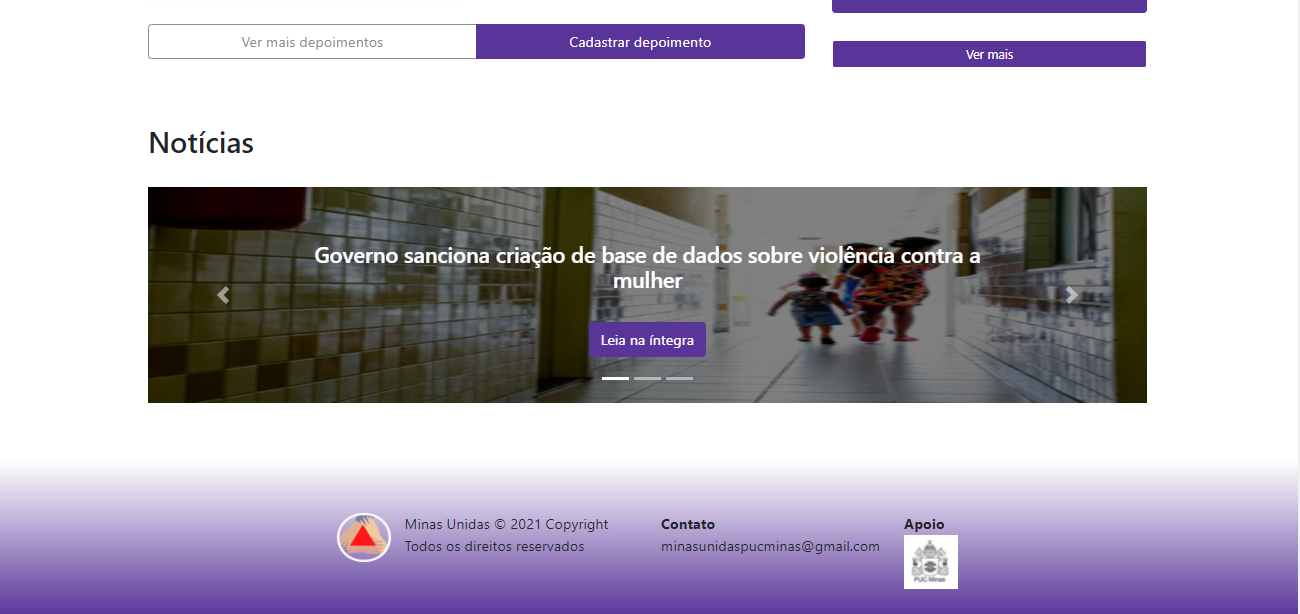 Ver mais depoimentos
Cadastrar depoimento
Ver mais
Notícias
Governo sanciona criação de base de dados sobre violência contra a
mulher
Leia na íntegra
Minas Unidas © 2021 Copyright
Todos os direitos reservados
Contato
minasunidaspucminas@gmail.com
Apoio
PUC Minas